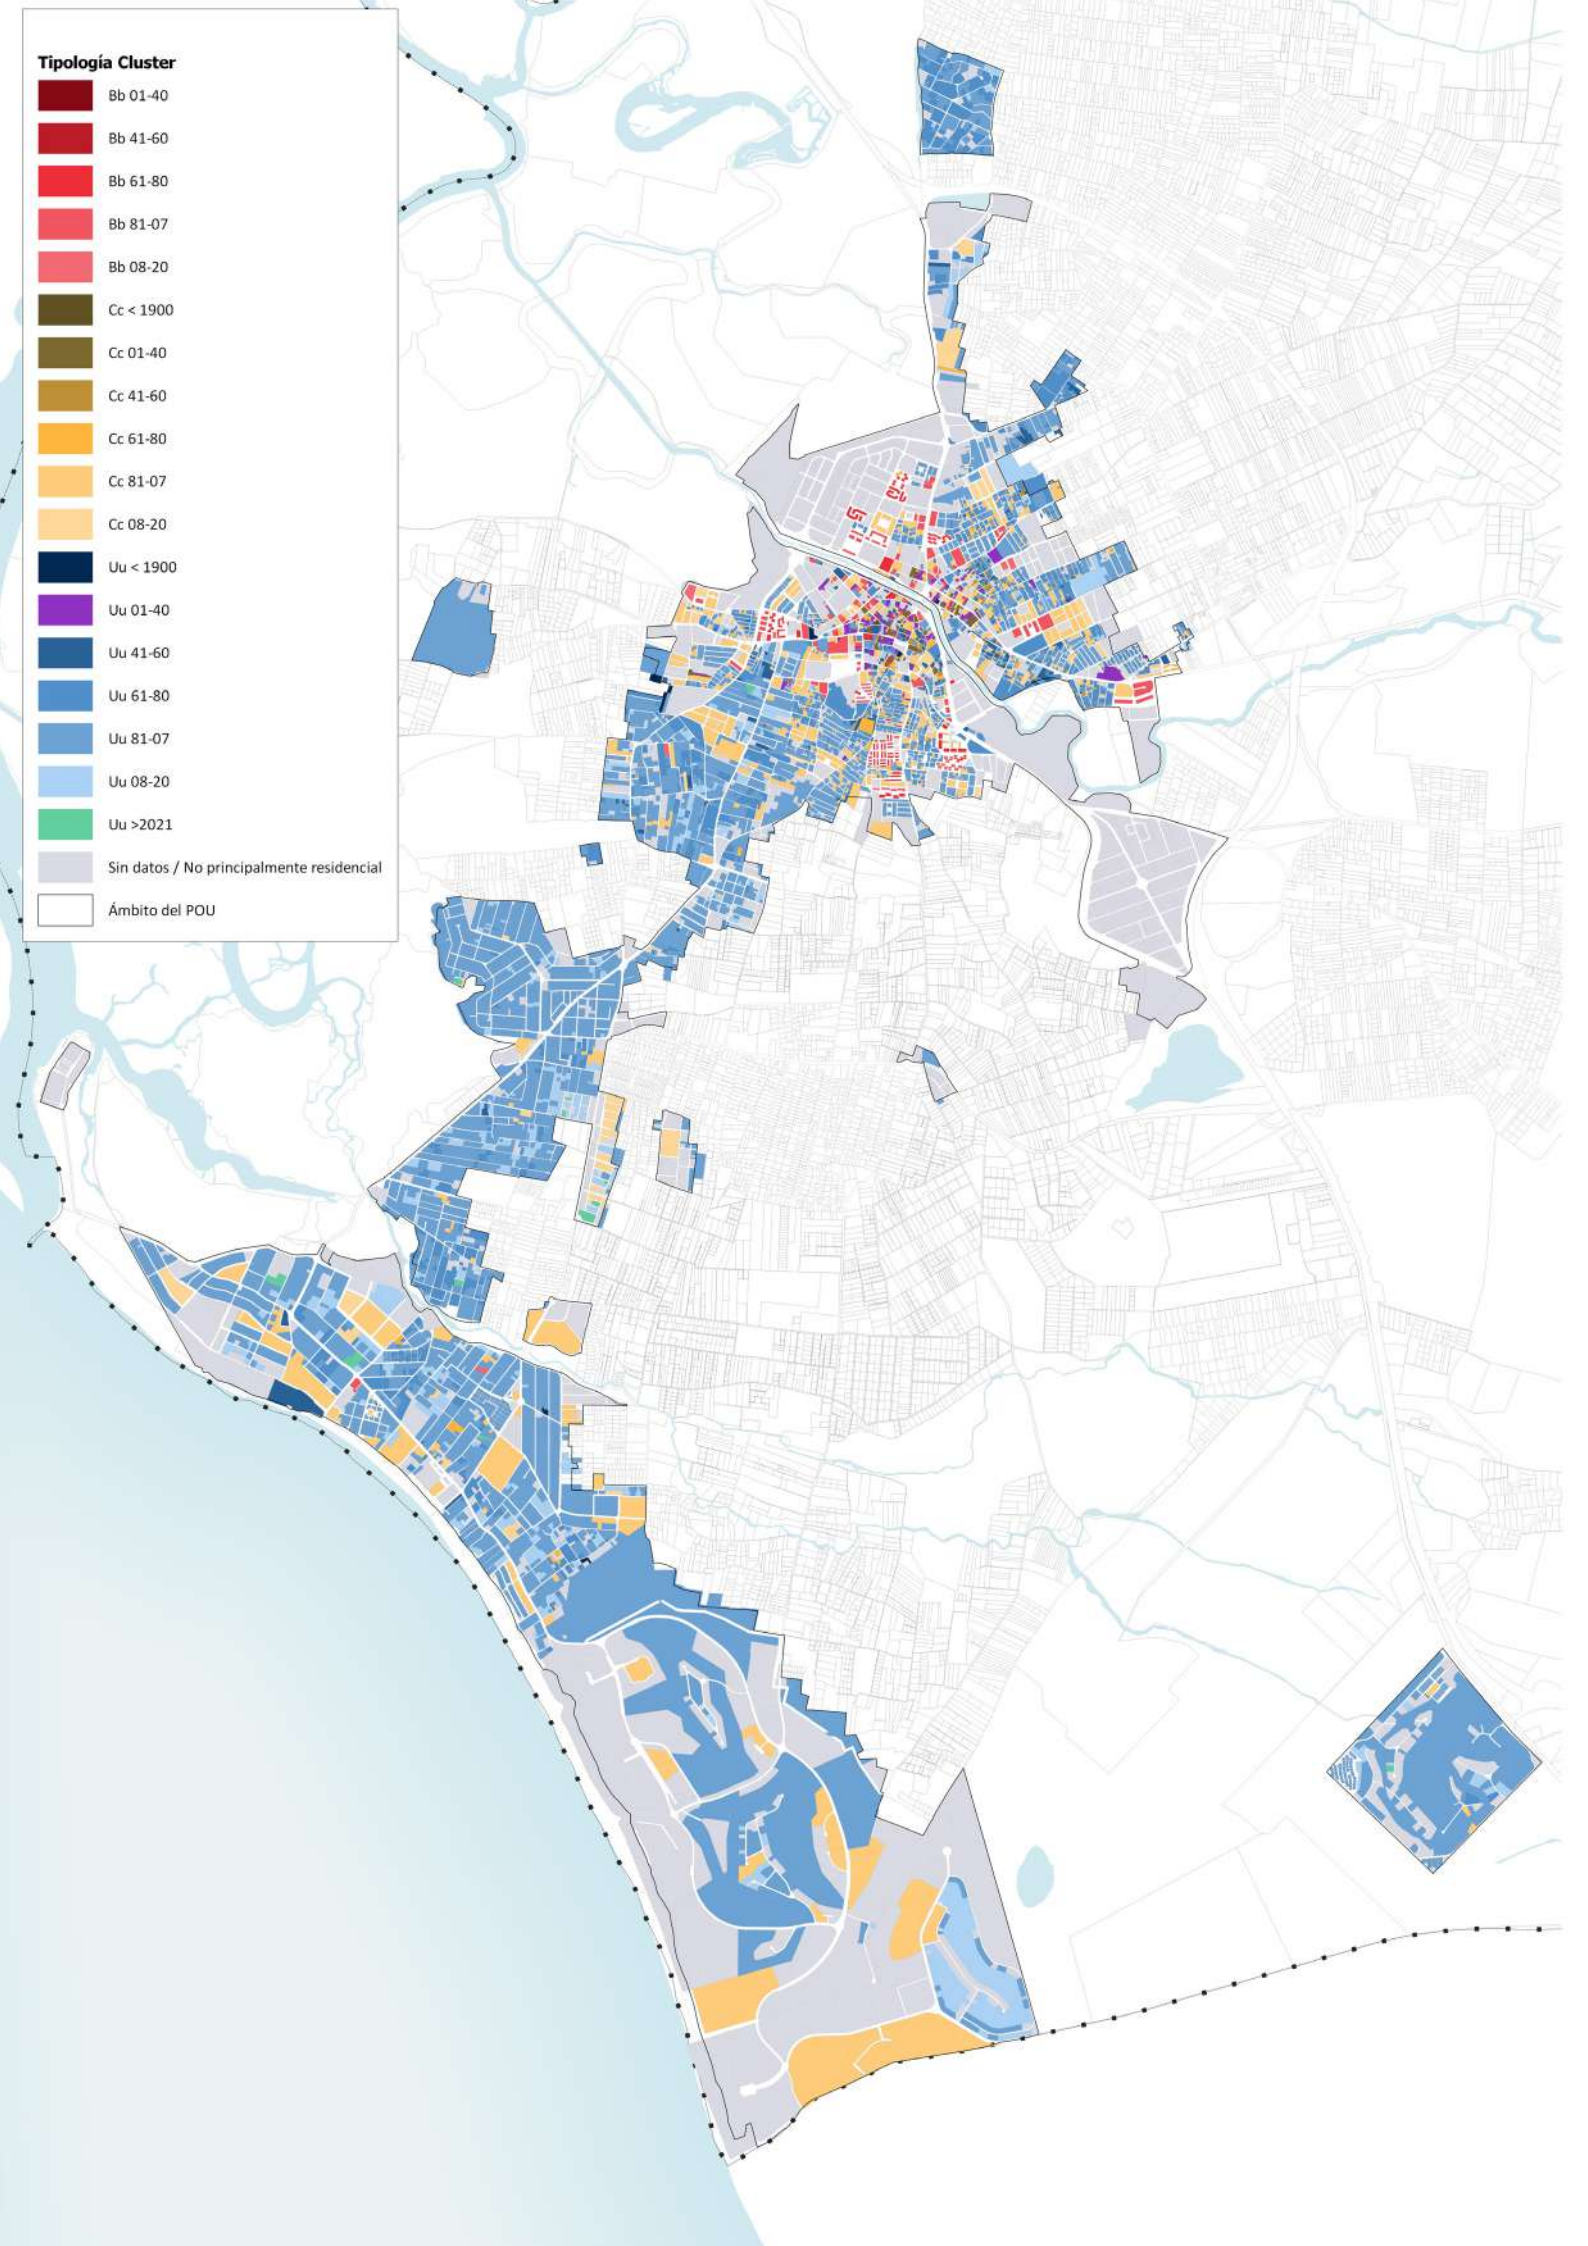 Tipología Cluster
Bb 01-40
Bb 41-60
Bb 61-80
Bb 81-07
Bb 08-20
Cc < 1900
Cc 01-40
Cc 41-60
Cc 61-80
Cc 81-07
Cc 08-20
Uu < 1900
Uu 01-40
Uu 41-60
Uu 61-80
Uu 81-07
Uu 08-20
Uu >2021
Sin datos / No principalmente residencial
Ámbito del POU